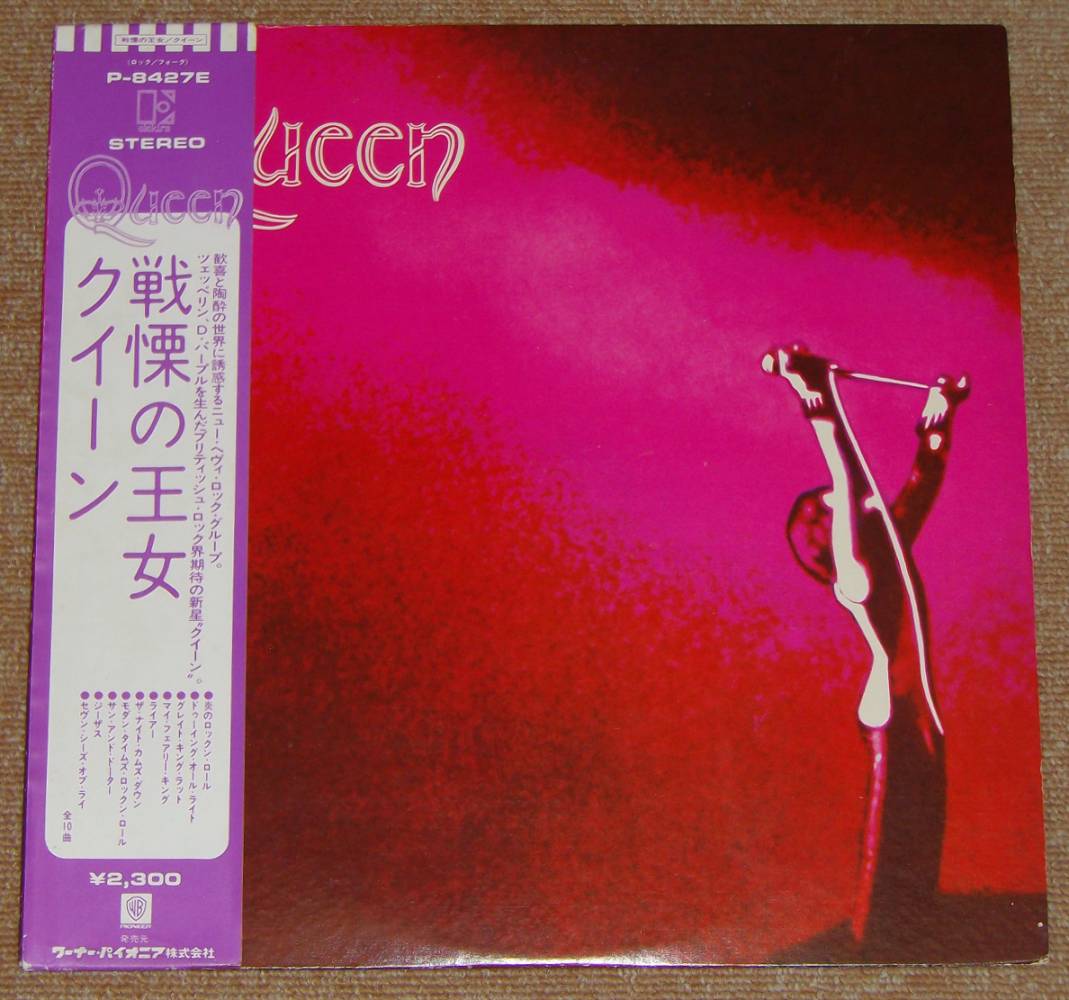 戦慄の王女/クイーン
(ロック/フォーク)
P-8427E
elektra
STEREO
Queen
Queen
歓喜と陶酔の世界に誘惑するニュー・ヘヴィ・ロック・グループ。
ツェッペリン、D・パープルを生んだブリティッシュ・ロック界期待の新星“クイーン”。
戦慄の王女
クイーン
●炎のロックン・ロール
●ドゥーイング・オール・ライト
●グレイト・キング・ラット
●マイ・フェアリー・キング
●ライアー
●ザ・ナイト・カムズ・ダウン
●モダン・タイムズ・ロックン・ロール
●サン・アンド・ドーター
●ジーザス
●セヴン・シーズ・オブ・ライ
全10曲
¥2,300
WB
PIONEER
発売元
ワーナー・パイオニア株式会社